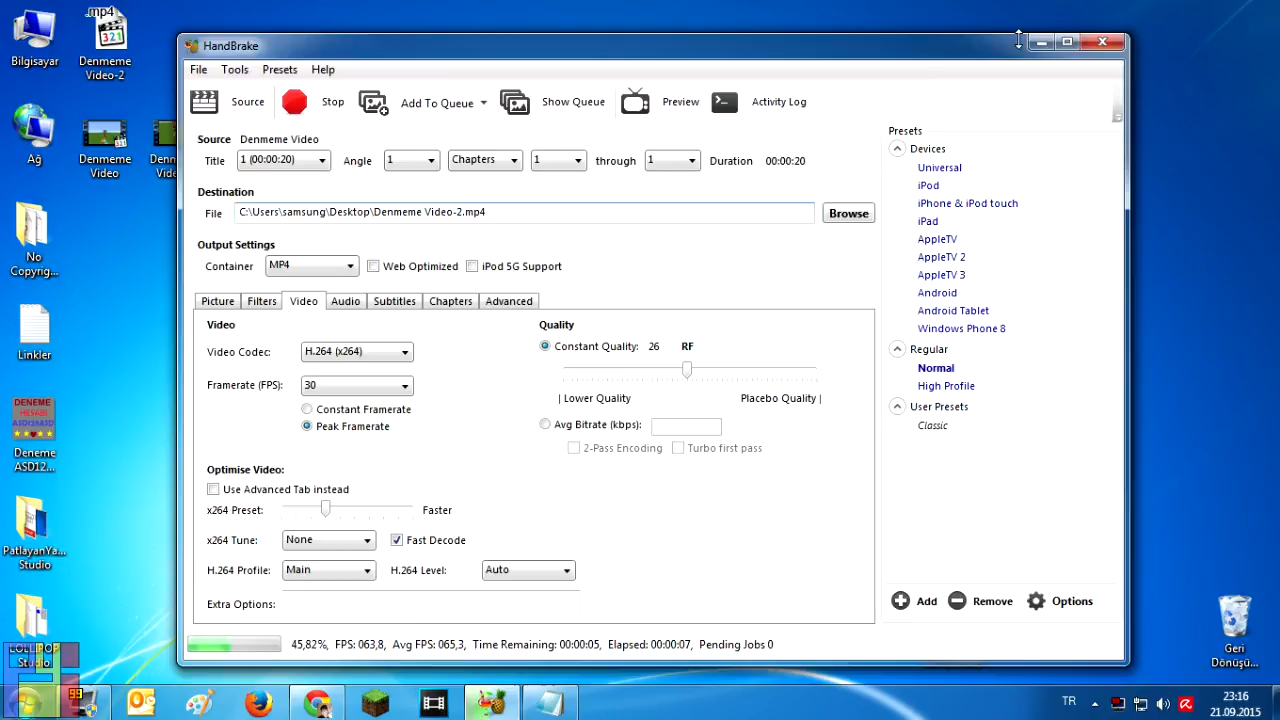 .mp4
Bilgisayar
Denmeme
Video-2
Ağ
Denmeme
Video
No
Copyrig...
Linkler
DENEME
HESABI
Deneme
ASD12...
PatlayanYa...
Studio
LOLLIPOP
Studio
Geri
Dönüşü...
HandBrake
File Tools Presets Help
Source Stop Add To Queue Show Queue Preview Activity Log
Source Denmeme Video
Title 1 (00:00:20) Angle 1 Chapters 1 through 1 Duration 00:00:20
Destination
File C:\Users\samsung\Desktop\Denmeme Video-2.mp4 Browse
Output Settings
Container MP4 Web Optimized iPod 5G Support
Picture Filters Video Audio Subtitles Chapters Advanced
Video
Video Codec: H.264 (x264)
Framerate (FPS): 30
Constant Framerate
Peak Framerate
Quality
Constant Quality: 26 RF
| Lower Quality Placebo Quality |
Avg Bitrate (kbps):
2-Pass Encoding Turbo first pass
Optimise Video:
Use Advanced Tab instead
x264 Preset: Faster
x264 Tune: None Fast Decode
H.264 Profile: Main H.264 Level: Auto
Extra Options:
Presets
Devices
Universal
iPod
iPhone & iPod touch
iPad
AppleTV
AppleTV 2
AppleTV 3
Android
Android Tablet
Windows Phone 8
Regular
Normal
High Profile
User Presets
Classic
Add Remove Options
45,82%, FPS: 063,8, Avg FPS: 065,3, Time Remaining: 00:00:05, Elapsed: 00:00:07, Pending Jobs 0
99
TR
23:16
21.09.2015